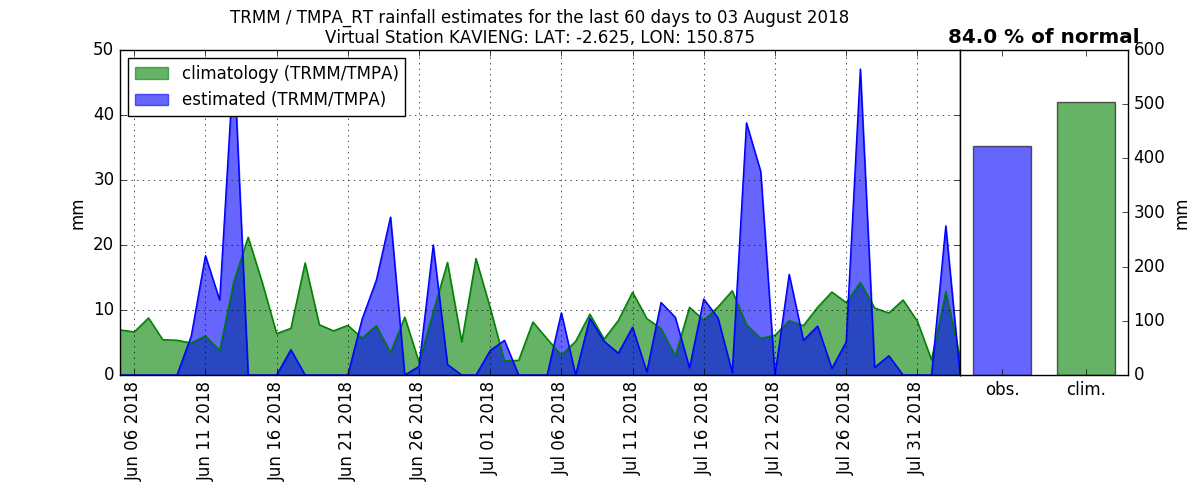 TRMM / TMPA_RT rainfall estimates for the last 60 days to 03 August 2018
Virtual Station KAVIENG: LAT: -2.625, LON: 150.875
84.0 % of normal
climatology (TRMM/TMPA)
estimated (TRMM/TMPA)
50
40
30
20
10
0
mm
600
500
400
300
200
100
0
mm
Jun 06 2018
Jun 11 2018
Jun 16 2018
Jun 21 2018
Jun 26 2018
Jul 01 2018
Jul 06 2018
Jul 11 2018
Jul 16 2018
Jul 21 2018
Jul 26 2018
Jul 31 2018
obs.
clim.